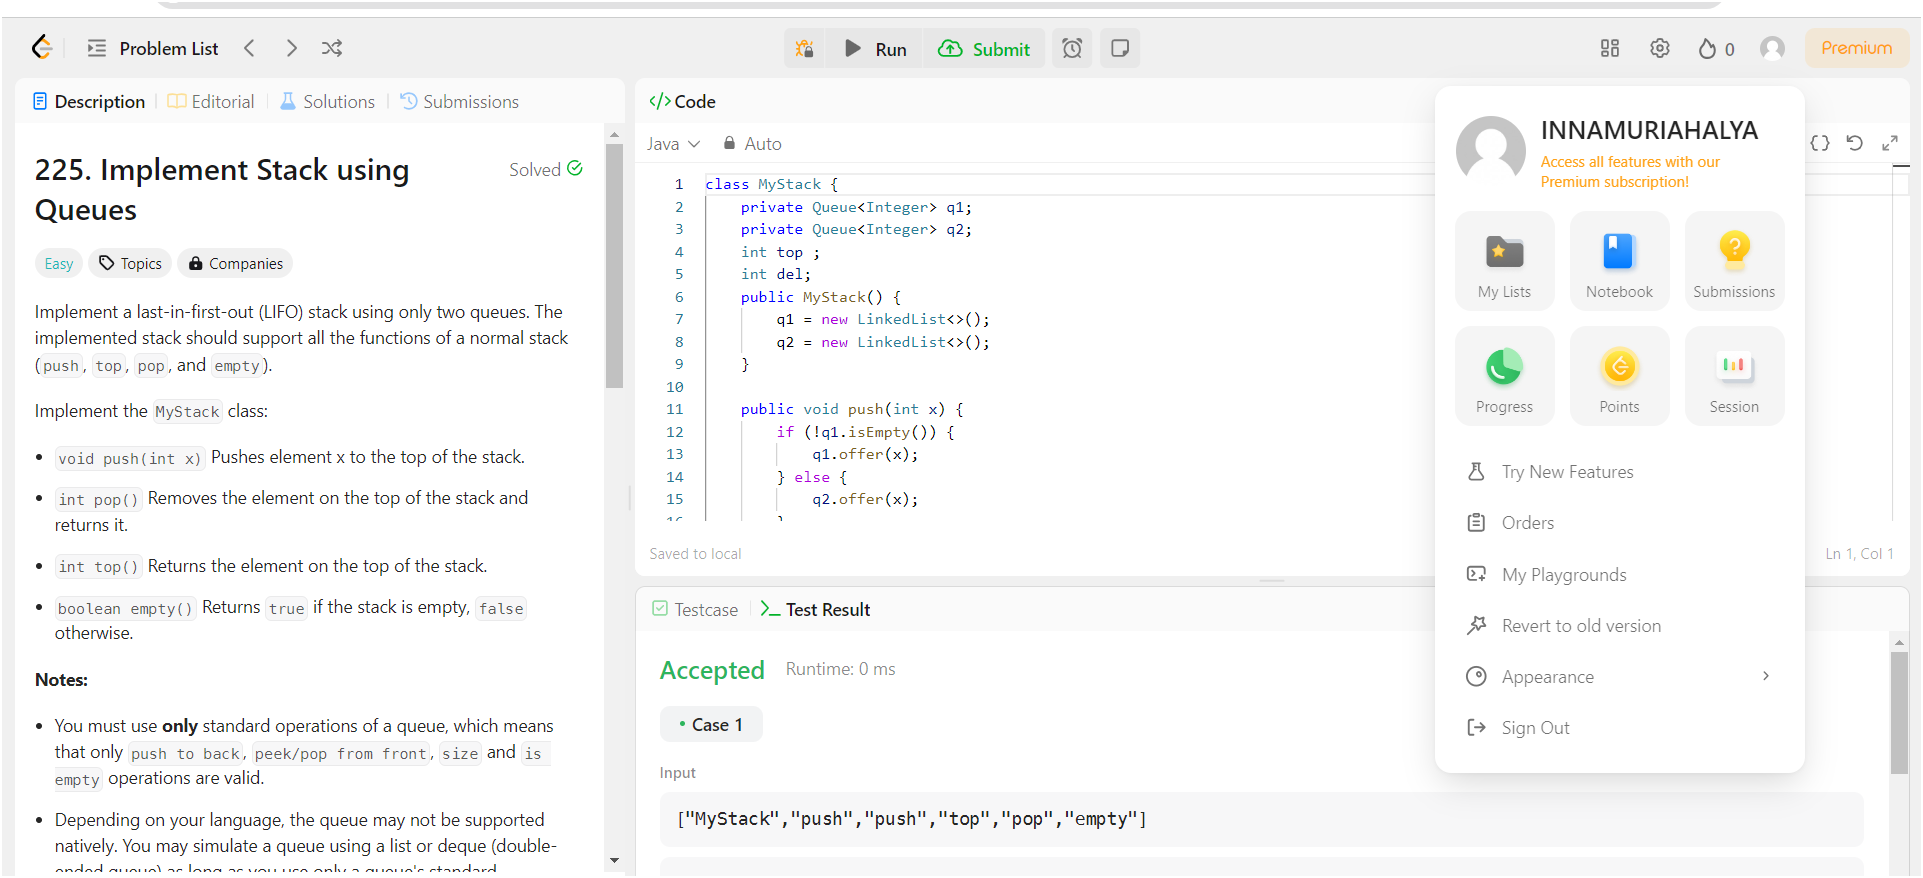 Problem List
Run
Submit
0
Premium
Description
Editorial
Solutions
Submissions
225. Implement Stack using
Queues
Solved
Easy
Topics
Companies
Implement a last-in-first-out (LIFO) stack using only two queues. The
implemented stack should support all the functions of a normal stack
(push, top, pop, and empty).
Implement the MyStack class:
• void push(int x) Pushes element x to the top of the stack.
• int pop() Removes the element on the top of the stack and
returns it.
• int top() Returns the element on the top of the stack.
• boolean empty() Returns true if the stack is empty, false
otherwise.
Notes:
• You must use only standard operations of a queue, which means
that only push to back, peek/pop from front, size and is
empty operations are valid.
• Depending on your language, the queue may not be supported
natively. You may simulate a queue using a list or deque (double-
ended queue) as long as you use only a queue's standard
</> Code
Java
Auto
1 class MyStack {
2 private Queue<Integer> q1;
3 private Queue<Integer> q2;
4 int top ;
5 int del;
6 public MyStack() {
7 q1 = new LinkedList<>();
8 q2 = new LinkedList<>();
9 }
10
11 public void push(int x) {
12 if (!q1.isEmpty()) {
13 q1.offer(x);
14 } else {
15 q2.offer(x);
16 }
Saved to local
Ln 1, Col 1
Testcase
Test Result
Accepted
Runtime: 0 ms
• Case 1
Input
["MyStack","push","push","top","pop","empty"]
INNAMURIAHALYA
Access all features with our
Premium subscription!
My Lists
Notebook
Submissions
Progress
Points
Session
Try New Features
Orders
My Playgrounds
Revert to old version
Appearance
Sign Out